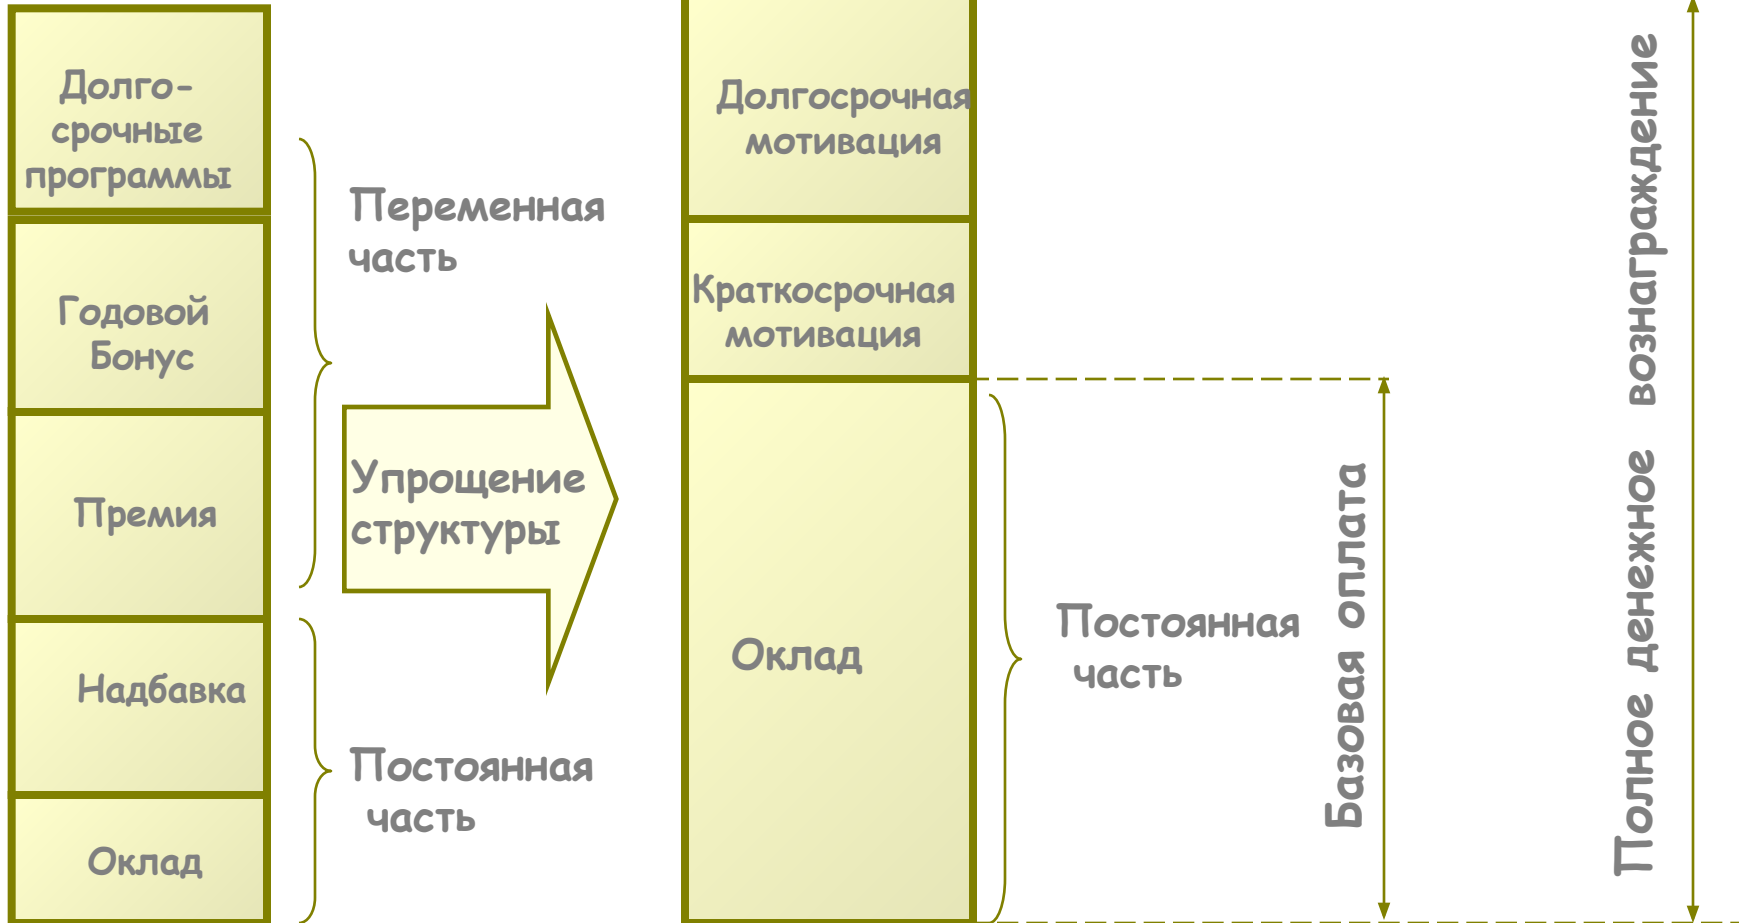 Долго-
срочные
программы
Годовой
Бонус
Премия
Надбавка
Оклад
Переменная
часть
Упрощение
структуры
Постоянная
часть
Долгосрочная
мотивация
Краткосрочная
мотивация
Оклад
Постоянная
часть
Базовая оплата
Полное денежное вознаграждение